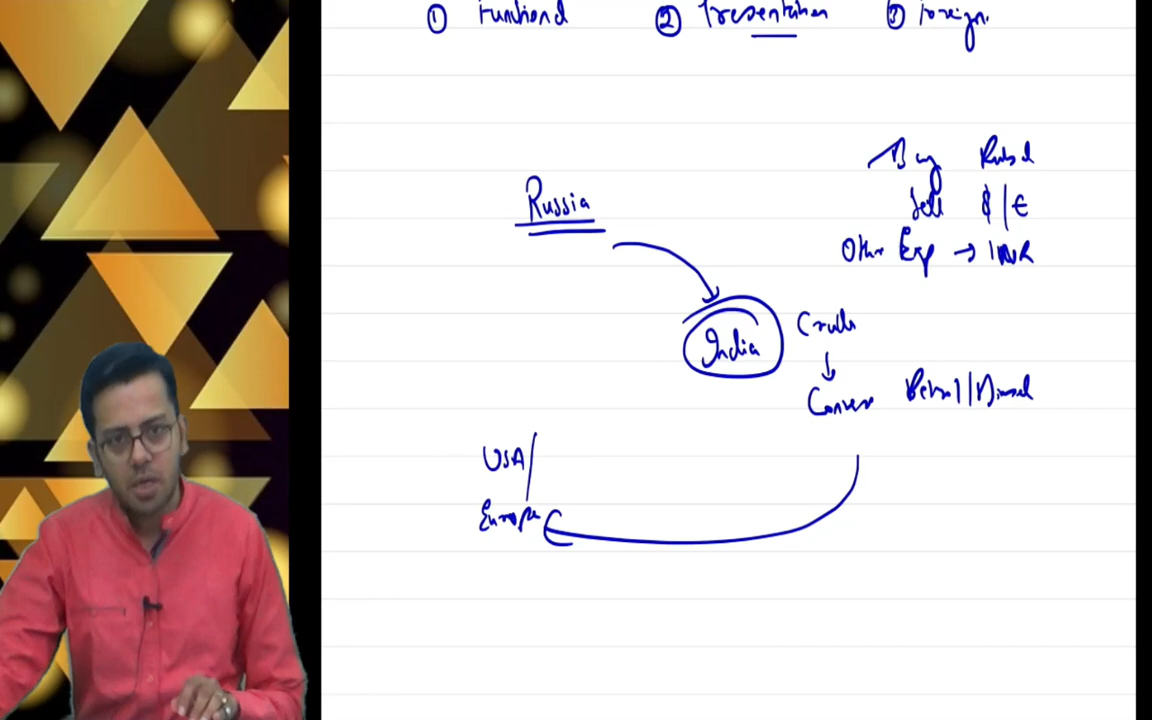 ① Functional ② Presentation ③ Foreign
Buy Rubel
Russia
Sell $/€
Other Exp → INR
Crude
India
Petrol/Diesel
USA/
Europe